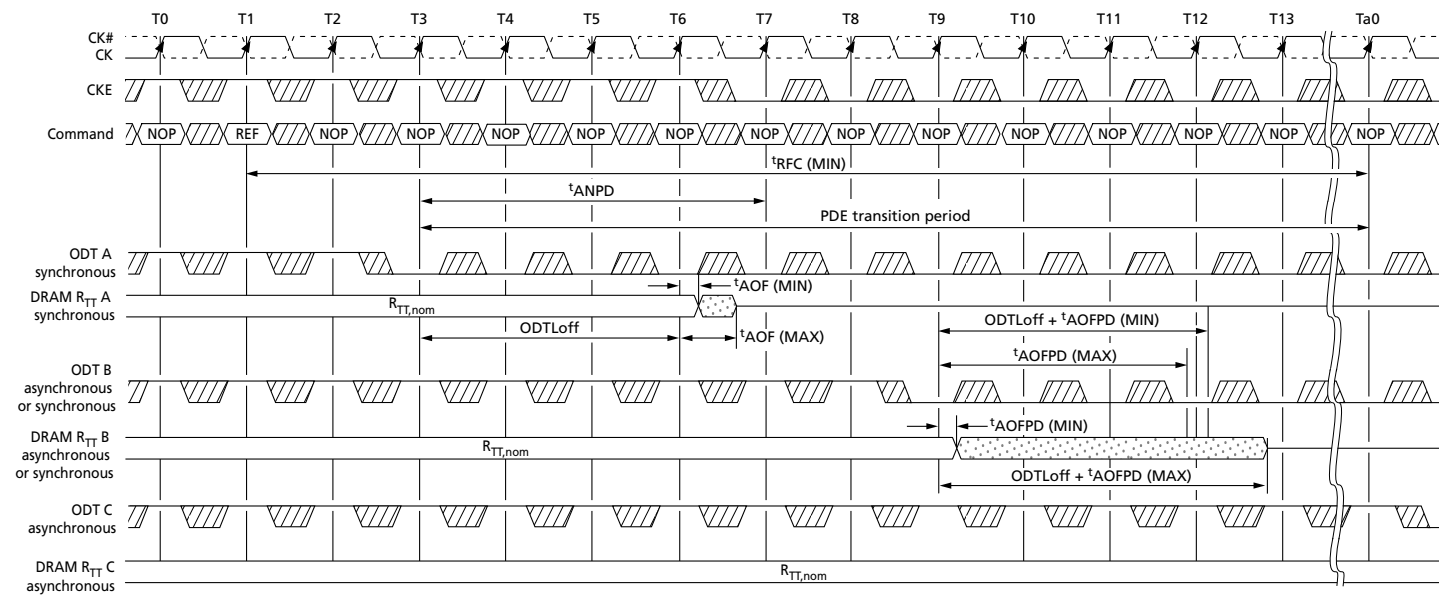 T0 T1 T2 T3 T4 T5 T6 T7 T8 T9 T10 T11 T12 T13 Ta0
CK#
CK
CKE
Command NOP REF NOP NOP NOP NOP NOP NOP NOP NOP NOP NOP NOP NOP NOP
tRFC (MIN)
tANPD
PDE transition period
ODT A
synchronous
tAOF (MIN)
DRAM RTT A
synchronous
RTT,nom
ODTLoff
tAOF (MAX)
ODTLoff + tAOFPD (MIN)
tAOFPD (MAX)
ODT B
asynchronous
or synchronous
tAOFPD (MIN)
DRAM RTT B
asynchronous
or synchronous
RTT,nom
ODTLoff + tAOFPD (MAX)
ODT C
asynchronous
DRAM RTT C
asynchronous
RTT,nom